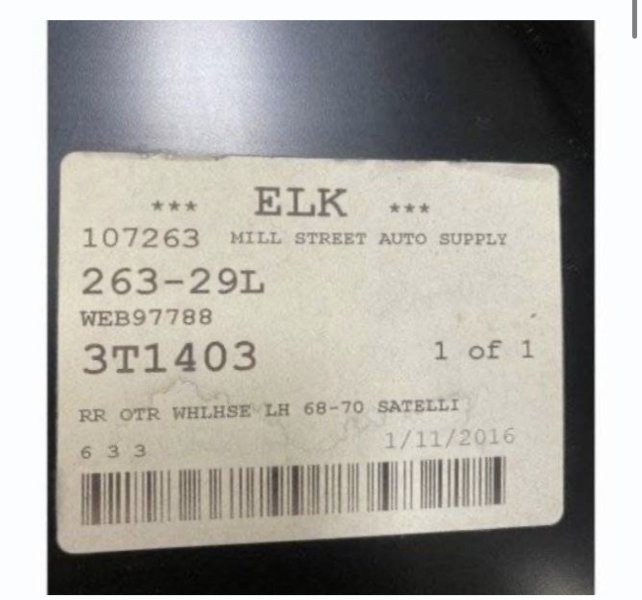 *** ELK ***
107263 MILL STREET AUTO SUPPLY
263-29L
WEB97788
3T1403 1 of 1
RR OTR WHLHSE LH 68-70 SATELLI
6 3 3 1/11/2016